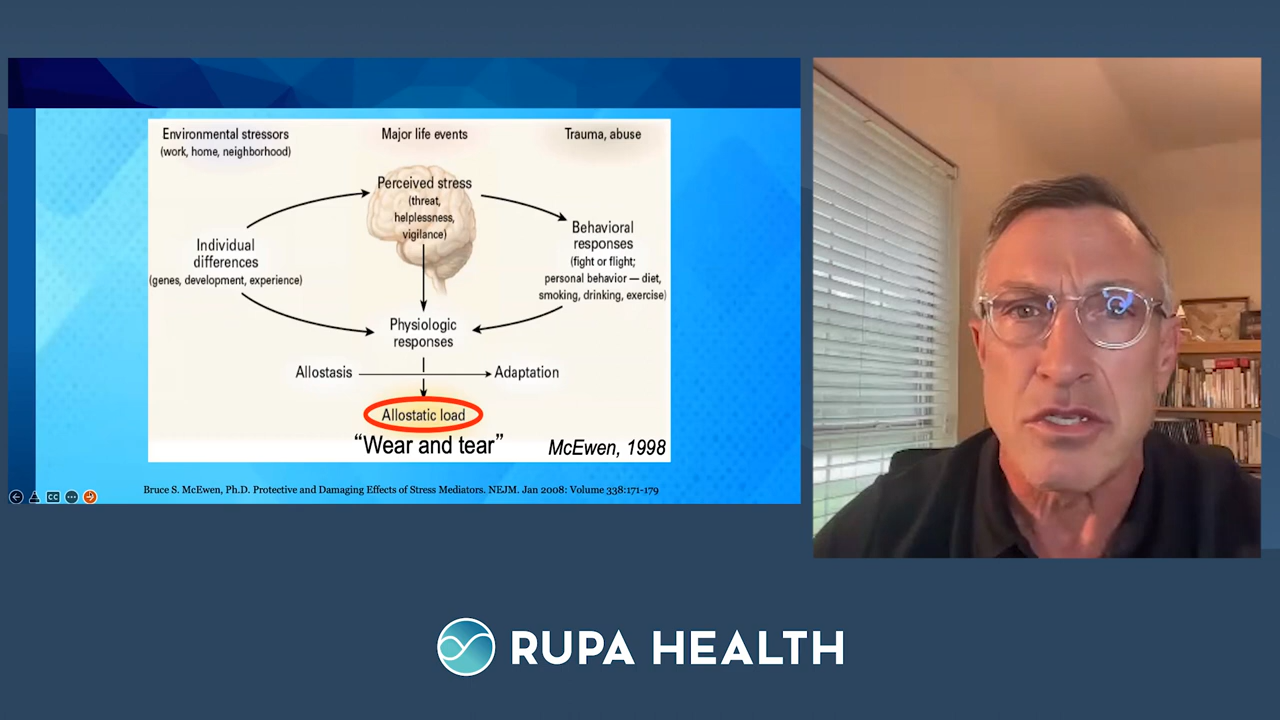 Environmental stressors
(work, home, neighborhood)
Major life events
Trauma, abuse
Perceived stress
(threat,
helplessness,
vigilance)
Individual
differences
(genes, development, experience)
Behavioral
responses
(fight or flight;
personal behavior — diet,
smoking, drinking, exercise)
Physiologic
responses
Allostasis
Adaptation
Allostatic load
“Wear and tear”
McEwen, 1998
Bruce S. McEwen, Ph.D. Protective and Damaging Effects of Stress Mediators. NEJM. Jan 2008: Volume 338:171-179
CC
RUPA HEALTH